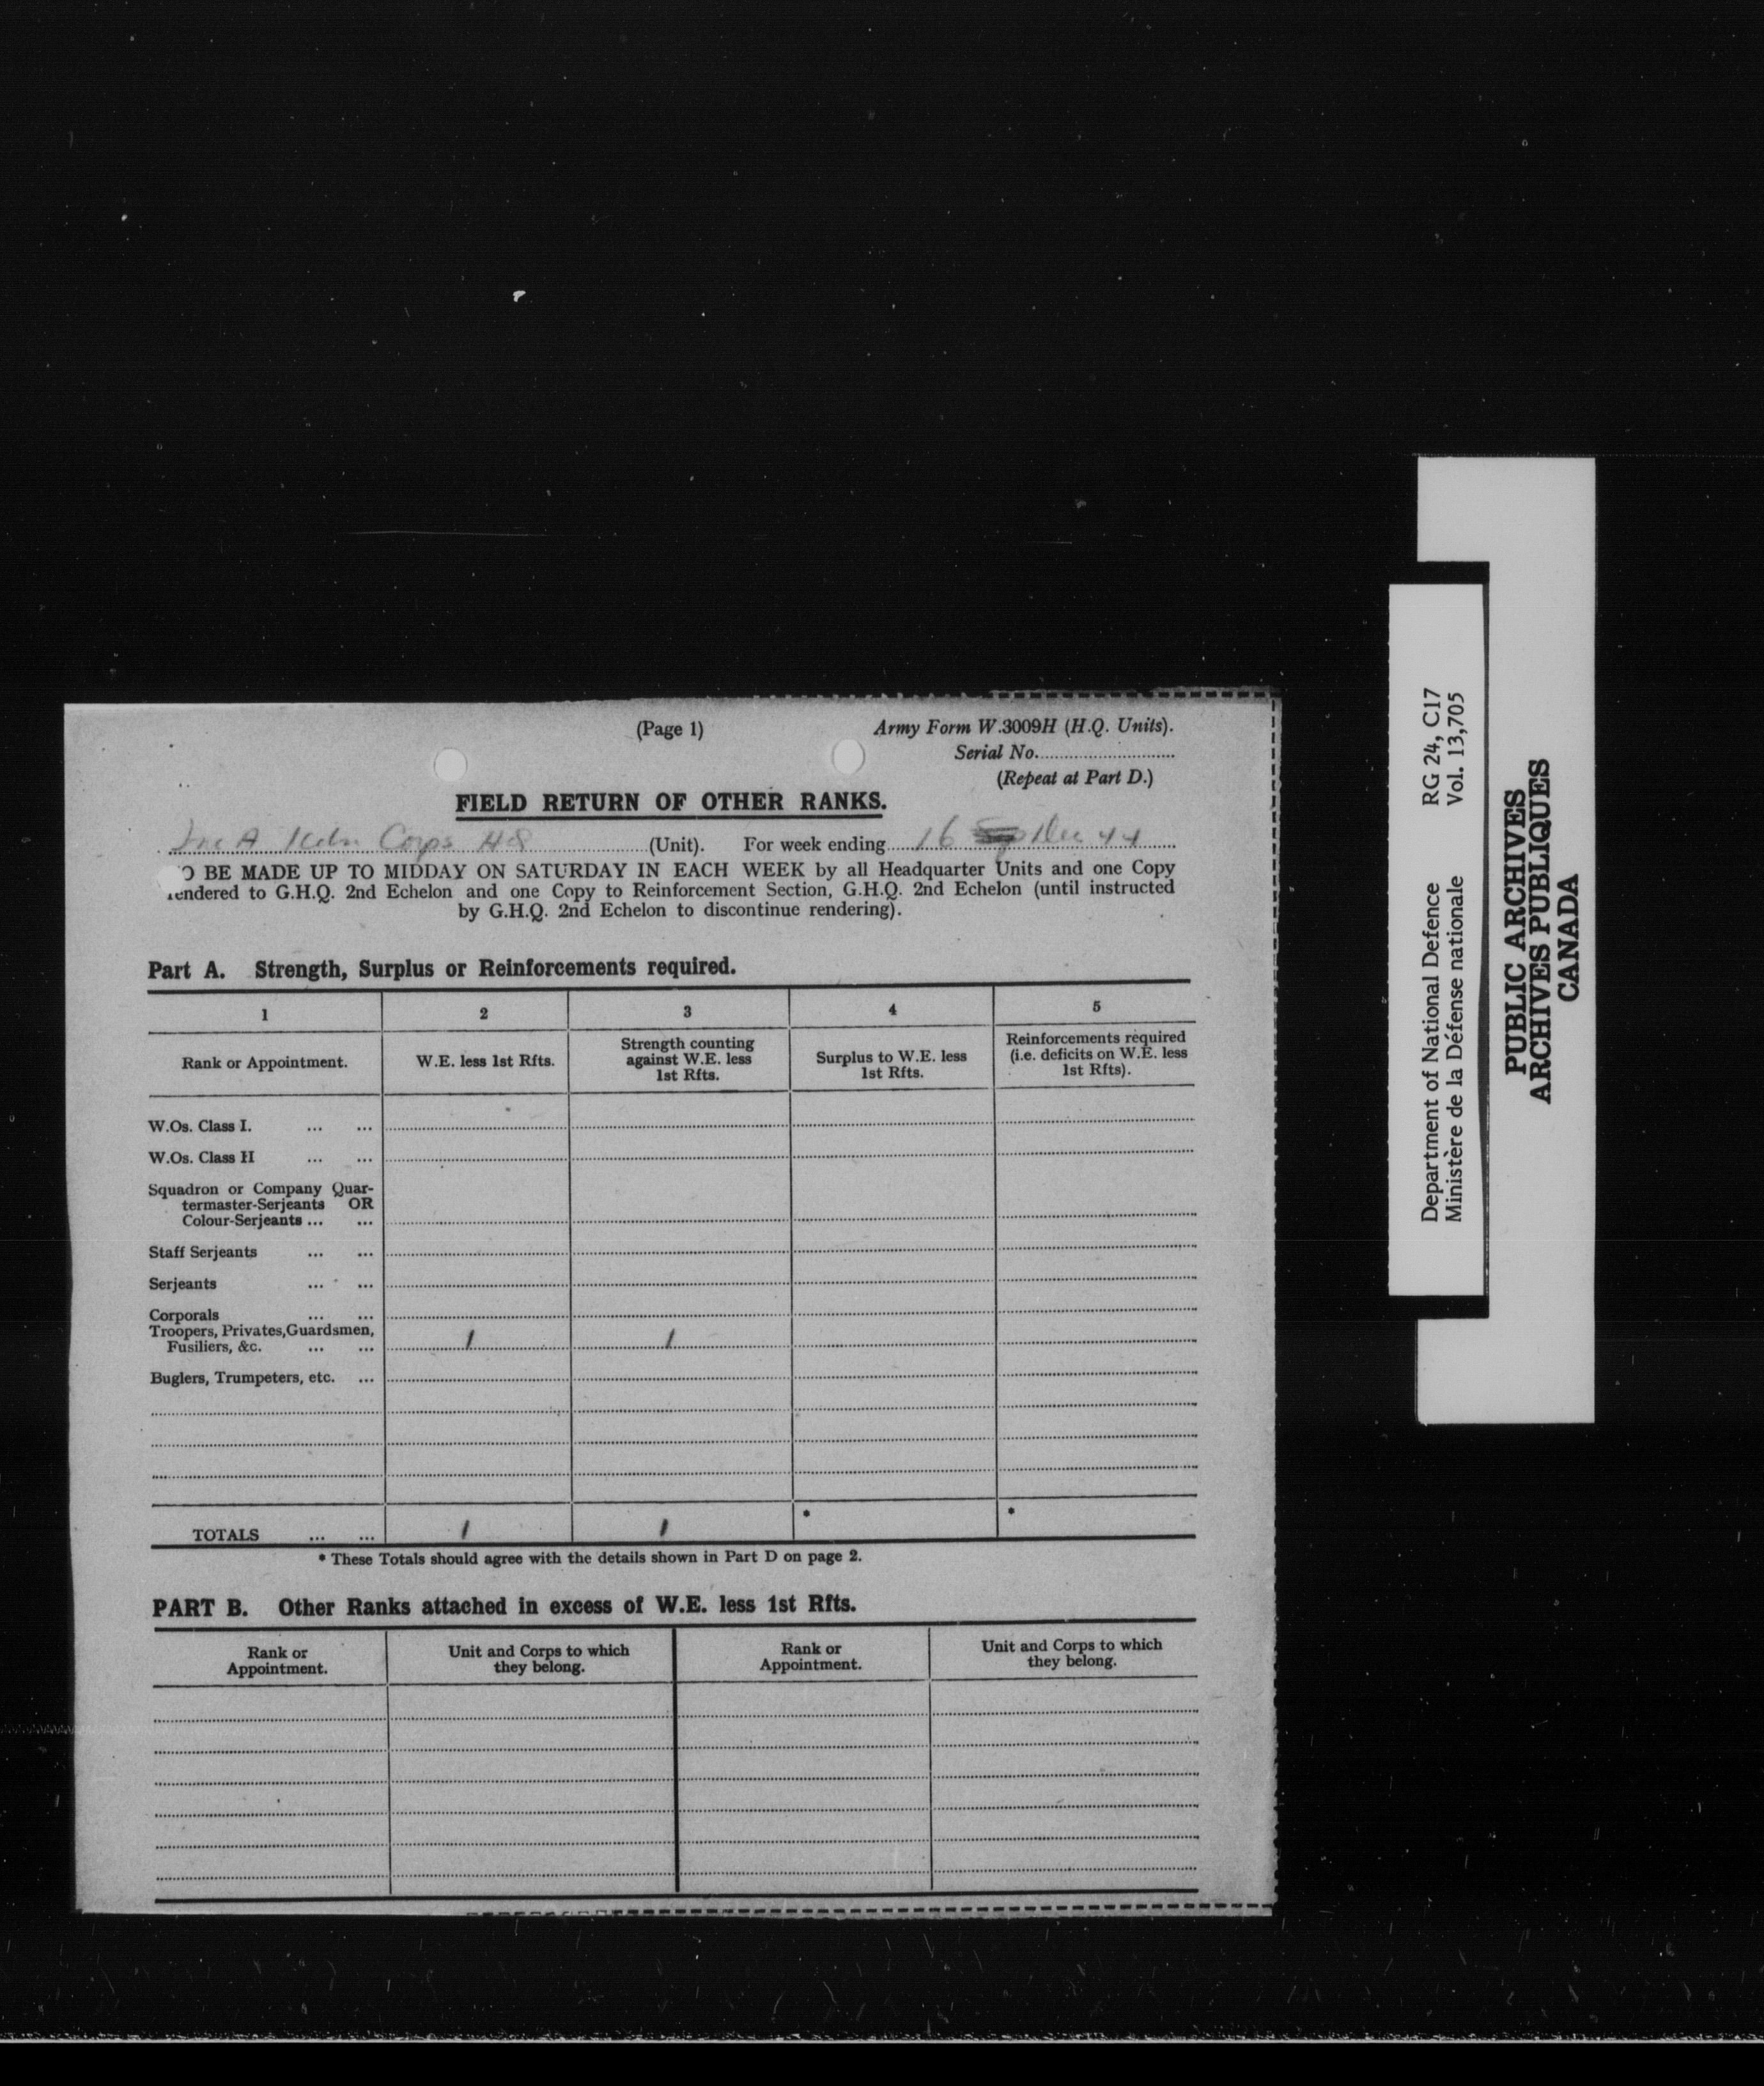 (Page 1)
Army Form W.3009H (H.Q. Units).
Serial No.
(Repeat at Part D.)
FIELD RETURN OF OTHER RANKS.
Corps (Unit). For week ending 16 Dec 44
O BE MADE UP TO MIDDAY ON SATURDAY IN EACH WEEK by all Headquarter Units and one Copy
rendered to G.H.Q. 2nd Echelon and one Copy to Reinforcement Section, G.H.Q. 2nd Echelon (until instructed
by G.H.Q. 2nd Echelon to discontinue rendering).
Part A. Strength, Surplus or Reinforcements required.
1 2 3 4 5
Rank or Appointment.
W.E. less 1st Rfts.
Strength counting
against W.E. less
1st Rfts.
Surplus to W.E. less
1st Rfts.
Reinforcements required
(i.e. deficits on W.E. less
1st Rfts).
W.Os. Class I. ... ...
W.Os. Class II ... ...
Squadron or Company Quar-
termaster-Serjeants OR
Colour-Serjeants ... ...
Staff Serjeants ... ...
Serjeants ... ...
Corporals ... ...
Troopers, Privates, Guardsmen,
Fusiliers, &c. ... ... 1 1
Buglers, Trumpeters, etc. ...
TOTALS ... ... 1 1 * *
* These Totals should agree with the details shown in Part D on page 2.
PART B. Other Ranks attached in excess of W.E. less 1st Rfts.
Rank or
Appointment.
Unit and Corps to which
they belong.
Rank or
Appointment.
Unit and Corps to which
they belong.
Department of National Defence RG 24, C17
Ministère de la Défense nationale Vol. 13,705
PUBLIC ARCHIVES
ARCHIVES PUBLIQUES
CANADA